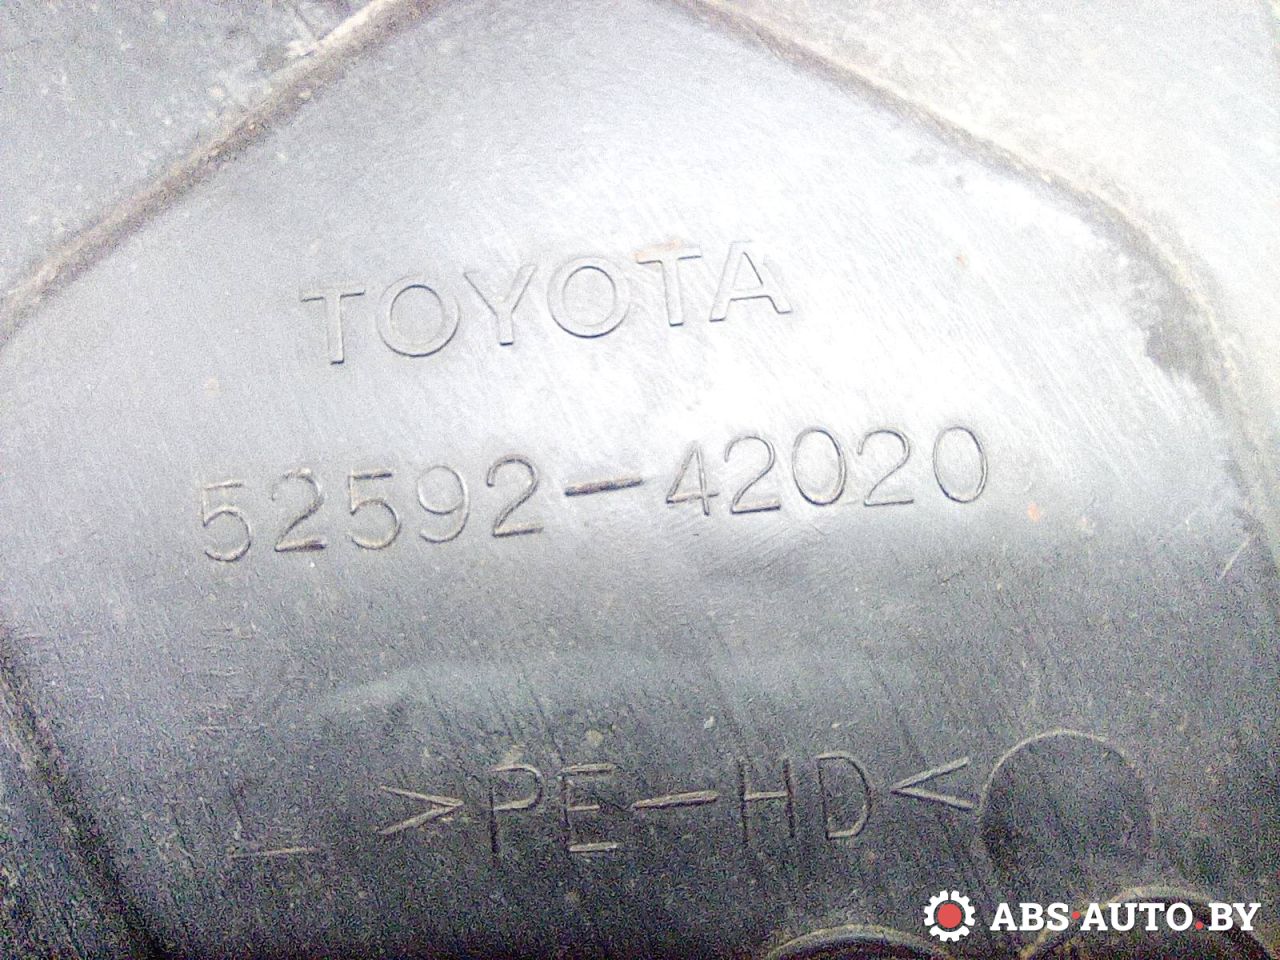 TOYOTA
52592-42020
>PE-HD<
ABS·AUTO.BY